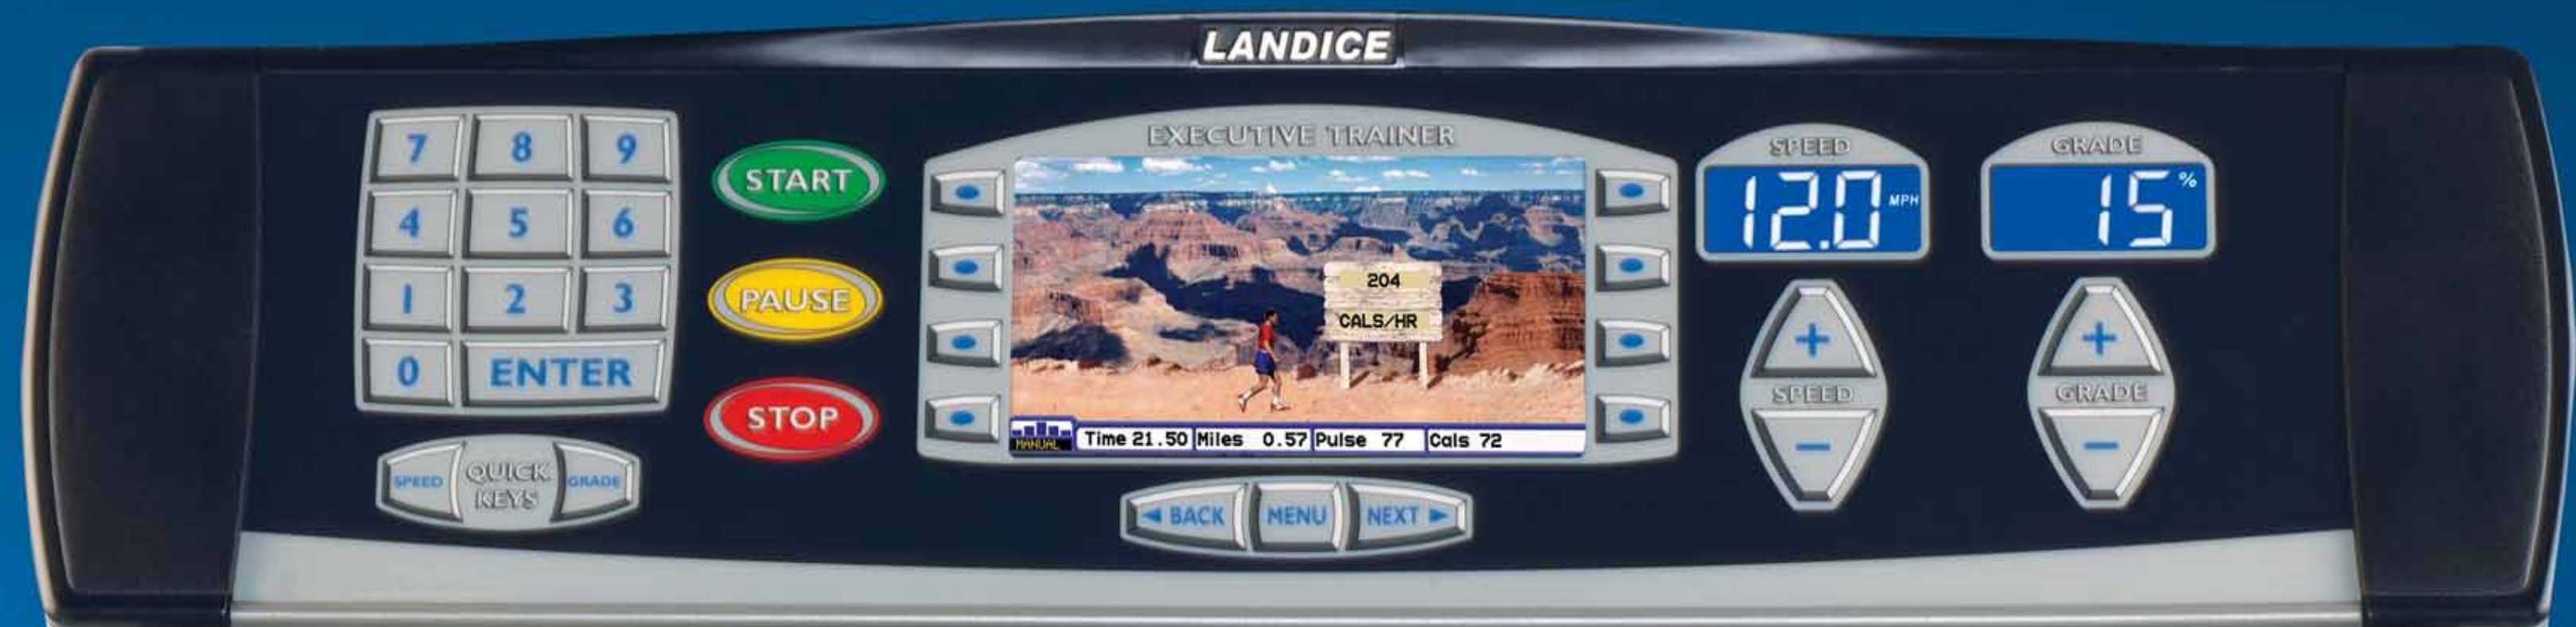 LANDICE
7 8 9
4 5 6
1 2 3
0 ENTER
SPEED QUICK KEYS GRADE
START
PAUSE
STOP
EXECUTIVE TRAINER
204
CALS/HR
MANUAL Time 21.50 Miles 0.57 Pulse 77 Cals 72
◄ BACK MENU NEXT ►
SPEED
12.0 MPH
+
SPEED
−
GRADE
15 %
+
GRADE
−